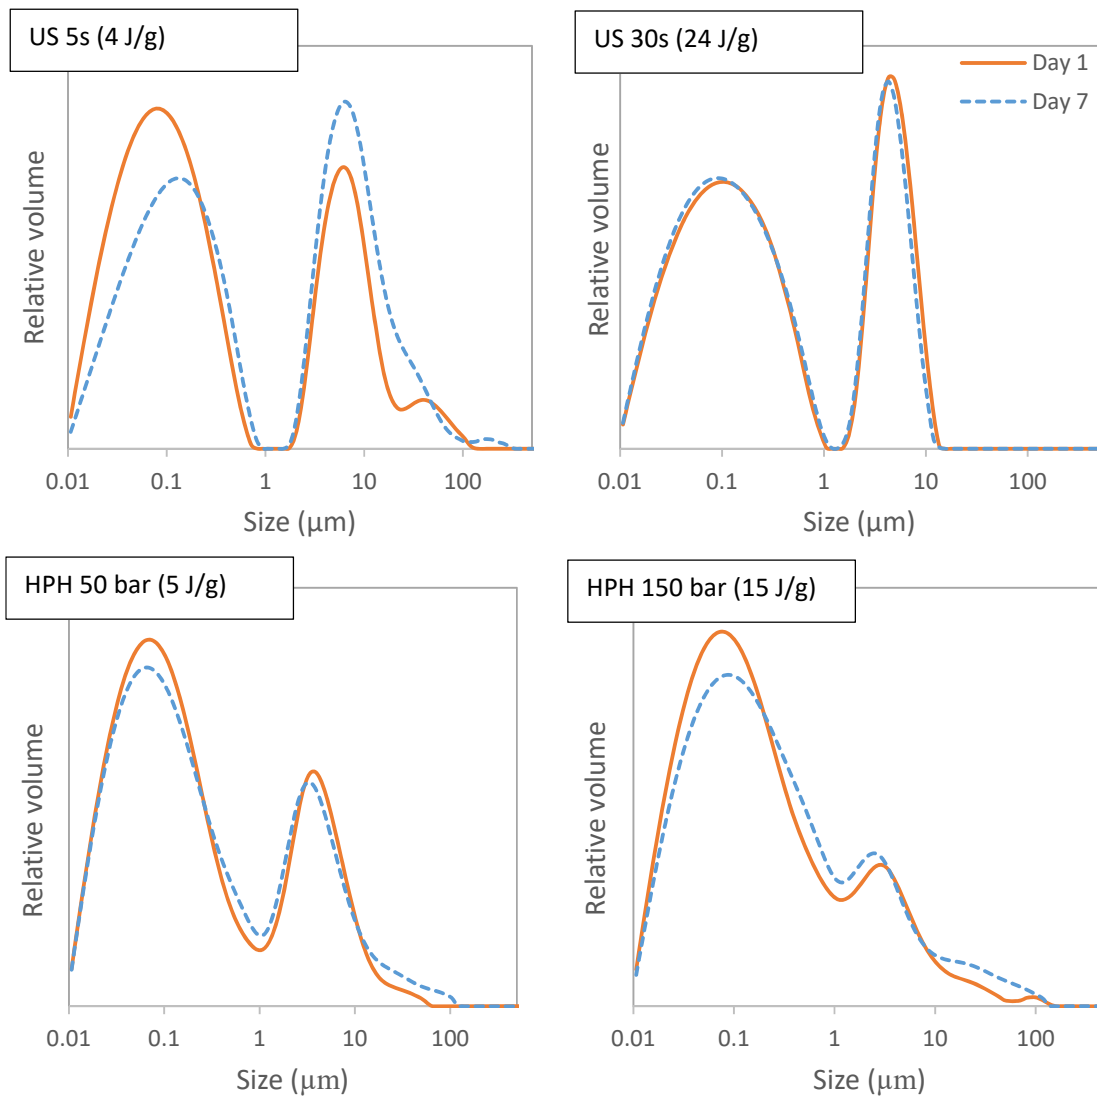 US 5s (4 J/g)
Relative volume
0.01 0.1 1 10 100
Size (µm)
US 30s (24 J/g)
Day 1
Day 7
Relative volume
0.01 0.1 1 10 100
Size (µm)
HPH 50 bar (5 J/g)
Relative volume
0.01 0.1 1 10 100
Size (µm)
HPH 150 bar (15 J/g)
Relative volume
0.01 0.1 1 10 100
Size (µm)